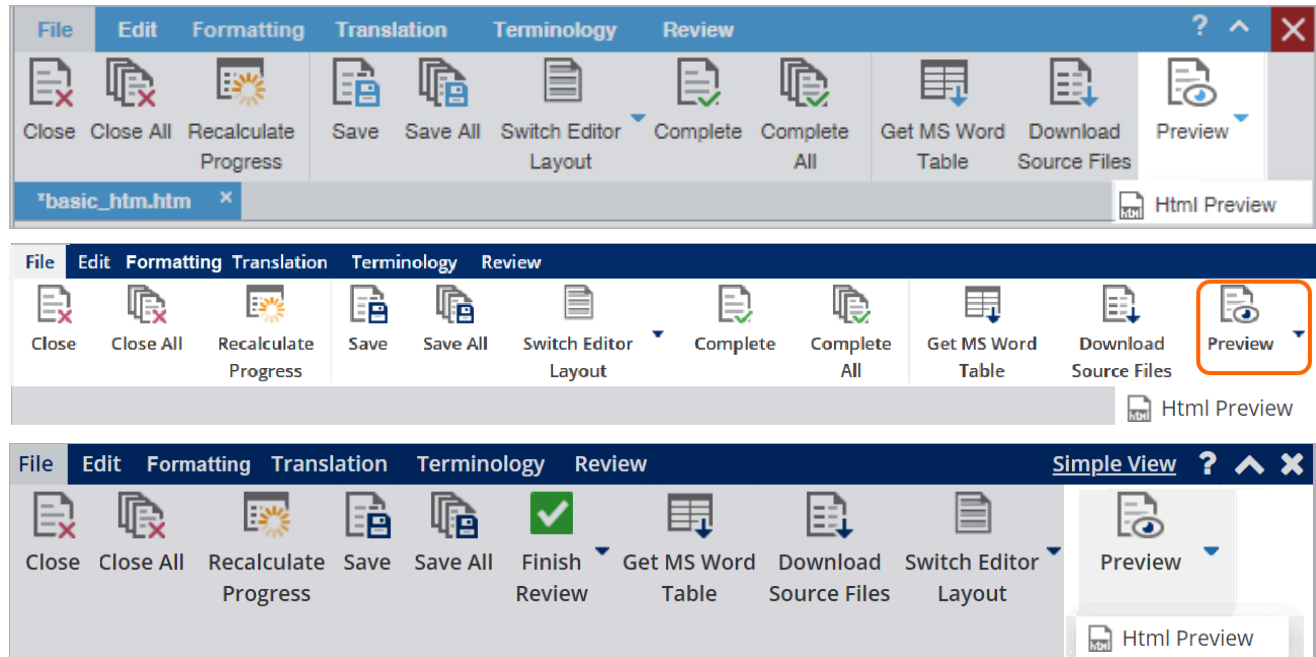 File Edit Formatting Translation Terminology Review ?
Close Close All Recalculate Save Save All Switch Editor Complete Complete Get MS Word Download Preview
Progress Layout All Table Source Files
*basic_htm.htm × html Html Preview
File Edit Formatting Translation Terminology Review
Close Close All Recalculate Save Save All Switch Editor Complete Complete Get MS Word Download Preview
Progress Layout All Table Source Files
html Html Preview
File Edit Formatting Translation Terminology Review Simple View ?
Close Close All Recalculate Save Save All Finish Get MS Word Download Switch Editor Preview
Progress Review Table Source Files Layout
html Html Preview